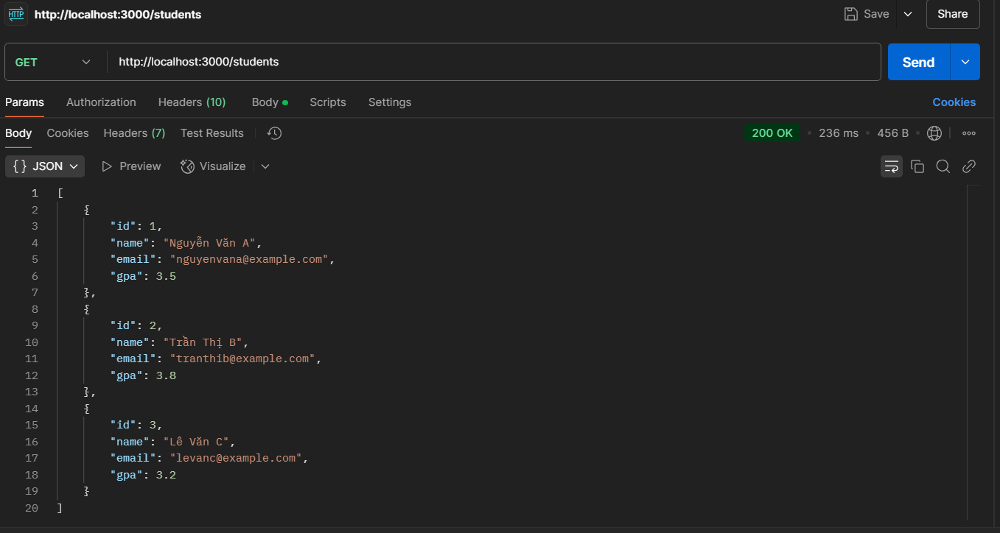 HTTP http://localhost:3000/students Save Share
GET http://localhost:3000/students Send
Params Authorization Headers (10) Body Scripts Settings Cookies
Body Cookies Headers (7) Test Results 200 OK • 236 ms • 456 B
{} JSON Preview Visualize
1 [
2 {
3 "id": 1,
4 "name": "Nguyễn Văn A",
5 "email": "nguyenvana@example.com",
6 "gpa": 3.5
7 },
8 {
9 "id": 2,
10 "name": "Trần Thị B",
11 "email": "tranthib@example.com",
12 "gpa": 3.8
13 },
14 {
15 "id": 3,
16 "name": "Lê Văn C",
17 "email": "levanc@example.com",
18 "gpa": 3.2
19 }
20 ]